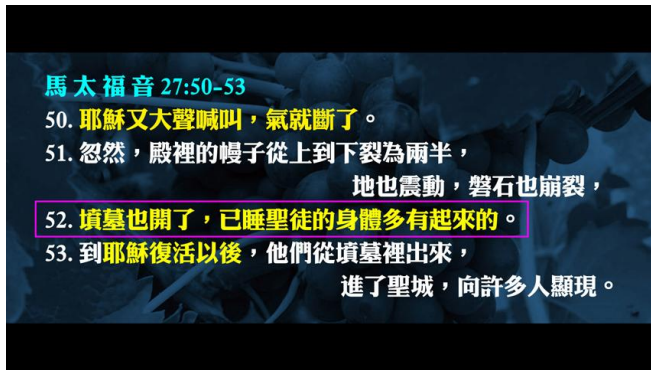 馬太福音 27:50-53
50. 耶穌又大聲喊叫，氣就斷了。
51. 忽然，殿裡的幔子從上到下裂為兩半，
地也震動，磐石也崩裂，
52. 墳墓也開了，已睡聖徒的身體多有起來的。
53. 到耶穌復活以後，他們從墳墓裡出來，
進了聖城，向許多人顯現。